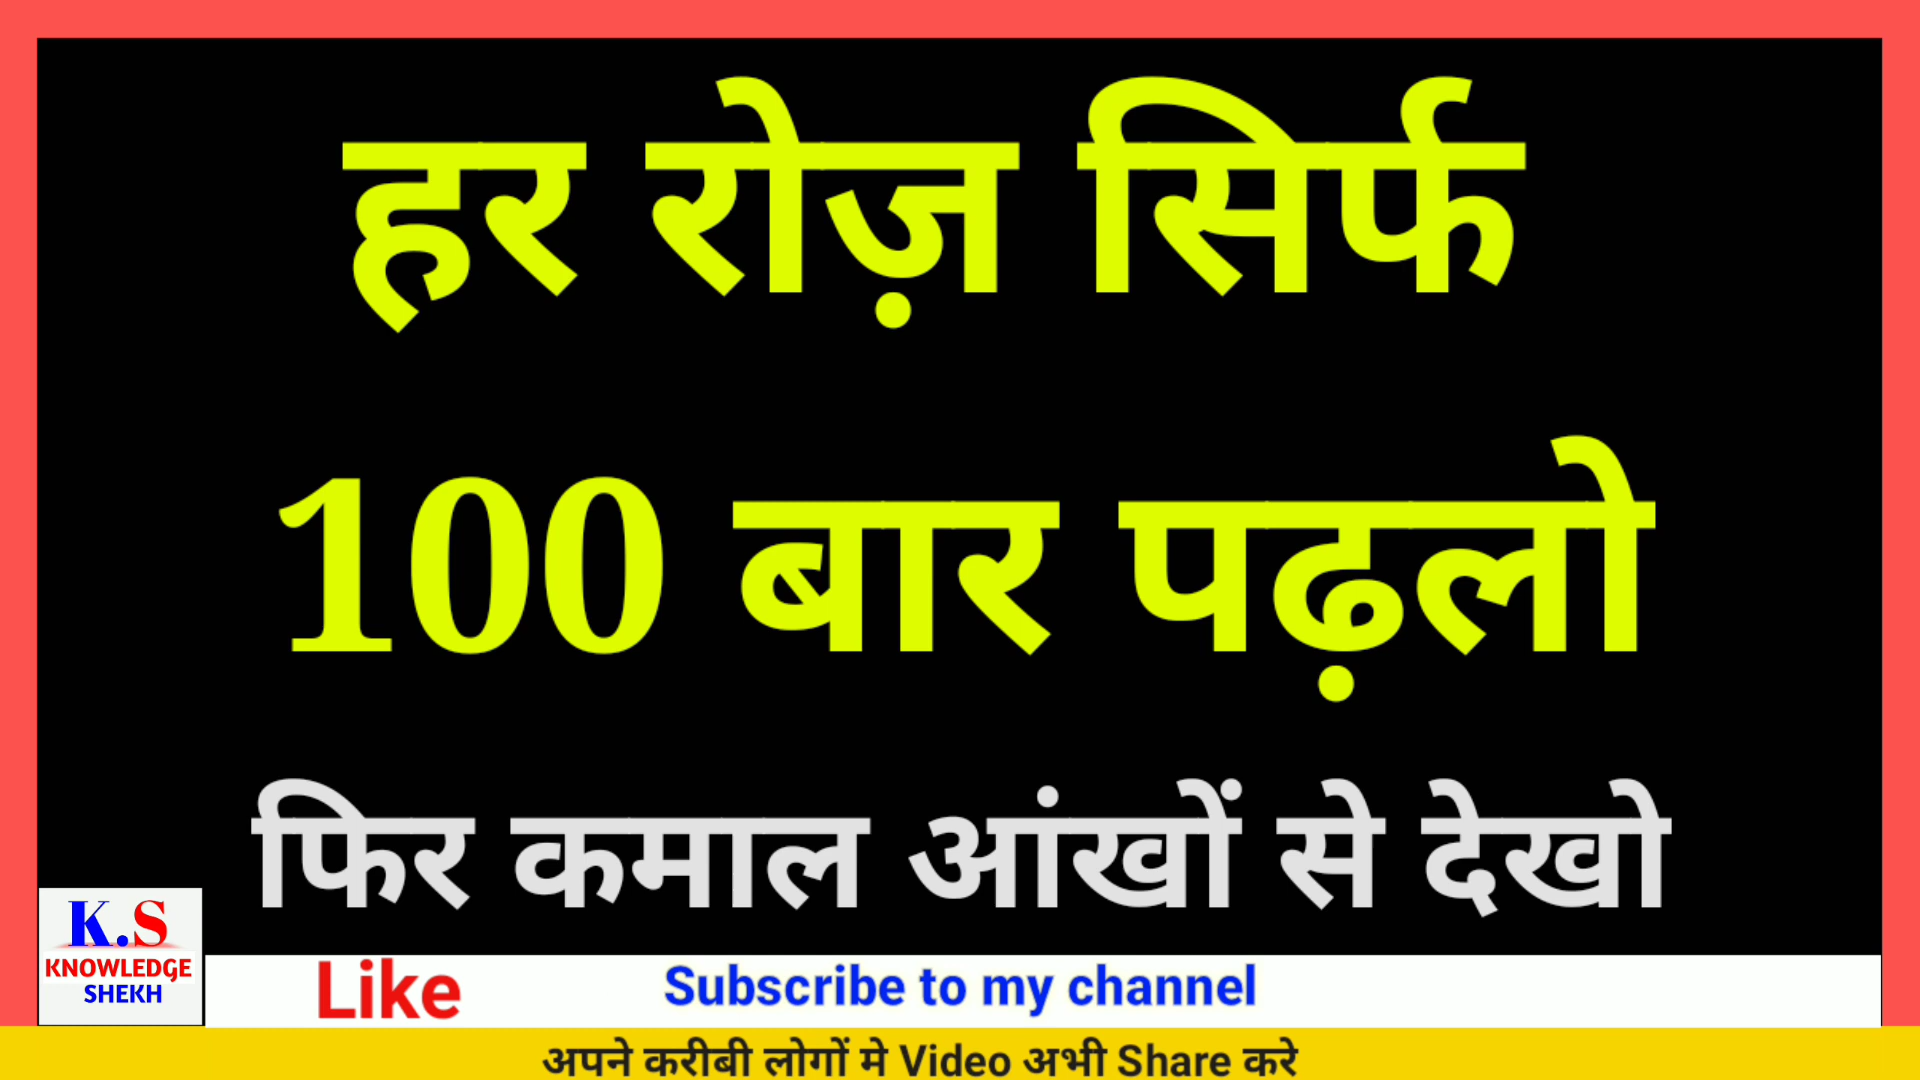 हर रोज़ सिर्फ
100 बार पढ़लो
फिर कमाल आंखों से देखो
K.S
KNOWLEDGE
SHEKH
Like Subscribe to my channel
अपने करीबी लोगों मे Video अभी Share करे